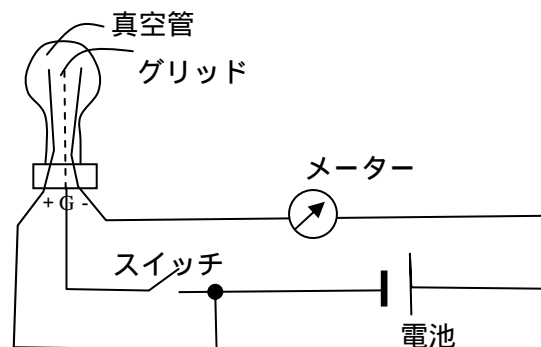 真空管
グリッド
メーター
+ G -
スイッチ
電池